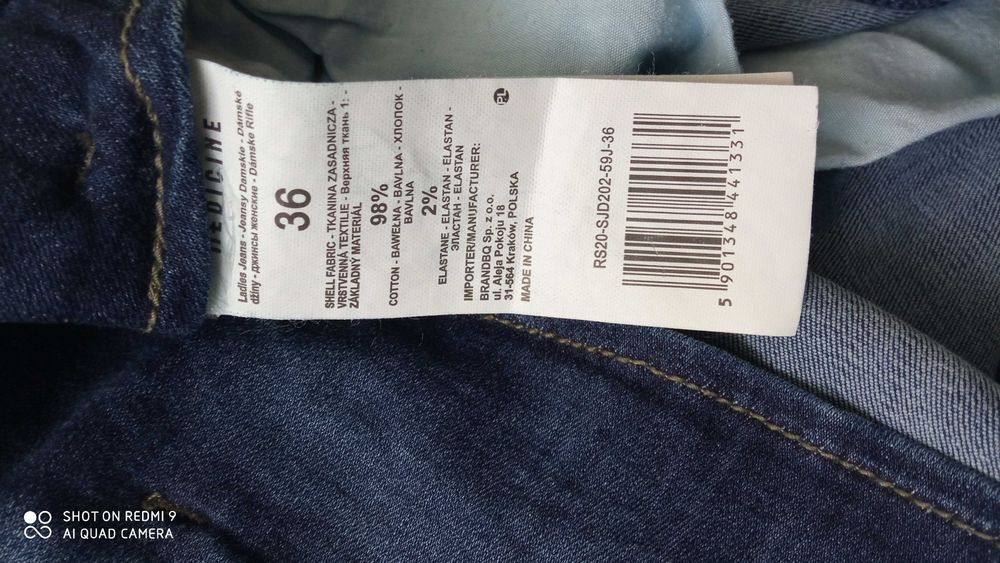 MEDICINE
Ladies Jeans - Jeansy Damskie - Dámské
džíny - джинсы женские - Dámske Rifle
36
SHELL FABRIC - TKANINA ZASADNICZA -
VRSTVENNÁ TEXTILIE - Верхняя ткань 1: -
ZÁKLADNÝ MATERIÁL
98%
COTTON - BAWEŁNA - BAVLNA - ХЛОПОК -
BAVLNA
2%
ELASTANE - ELASTAN - ELASTAN -
ЭЛАСТАН - ELASTAN
IMPORTER/MANUFACTURER:
PL
BRANDBQ Sp. z o.o.
ul. Aleja Pokoju 18
31-564 Kraków, POLSKA
MADE IN CHINA
RS20-SJD202-59J-36
5 901348 441331
SHOT ON REDMI 9
AI QUAD CAMERA